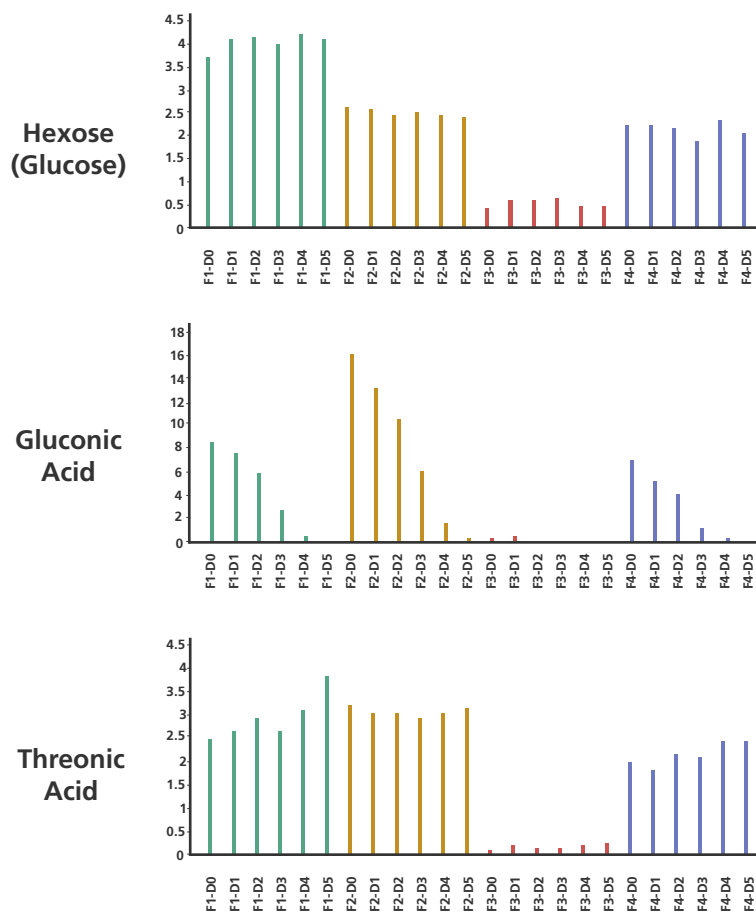 Hexose
(Glucose)
4.5
4
3.5
3
2.5
2
1.5
1
0.5
0
F1-D0
F1-D1
F1-D2
F1-D3
F1-D4
F1-D5
F2-D0
F2-D1
F2-D2
F2-D3
F2-D4
F2-D5
F3-D0
F3-D1
F3-D2
F3-D3
F3-D4
F3-D5
F4-D0
F4-D1
F4-D2
F4-D3
F4-D4
F4-D5
Gluconic
Acid
18
16
14
12
10
8
6
4
2
0
F1-D0
F1-D1
F1-D2
F1-D3
F1-D4
F1-D5
F2-D0
F2-D1
F2-D2
F2-D3
F2-D4
F2-D5
F3-D0
F3-D1
F3-D2
F3-D3
F3-D4
F3-D5
F4-D0
F4-D1
F4-D2
F4-D3
F4-D4
F4-D5
Threonic
Acid
4.5
4
3.5
3
2.5
2
1.5
1
0.5
0
F1-D0
F1-D1
F1-D2
F1-D3
F1-D4
F1-D5
F2-D0
F2-D1
F2-D2
F2-D3
F2-D4
F2-D5
F3-D0
F3-D1
F3-D2
F3-D3
F3-D4
F3-D5
F4-D0
F4-D1
F4-D2
F4-D3
F4-D4
F4-D5